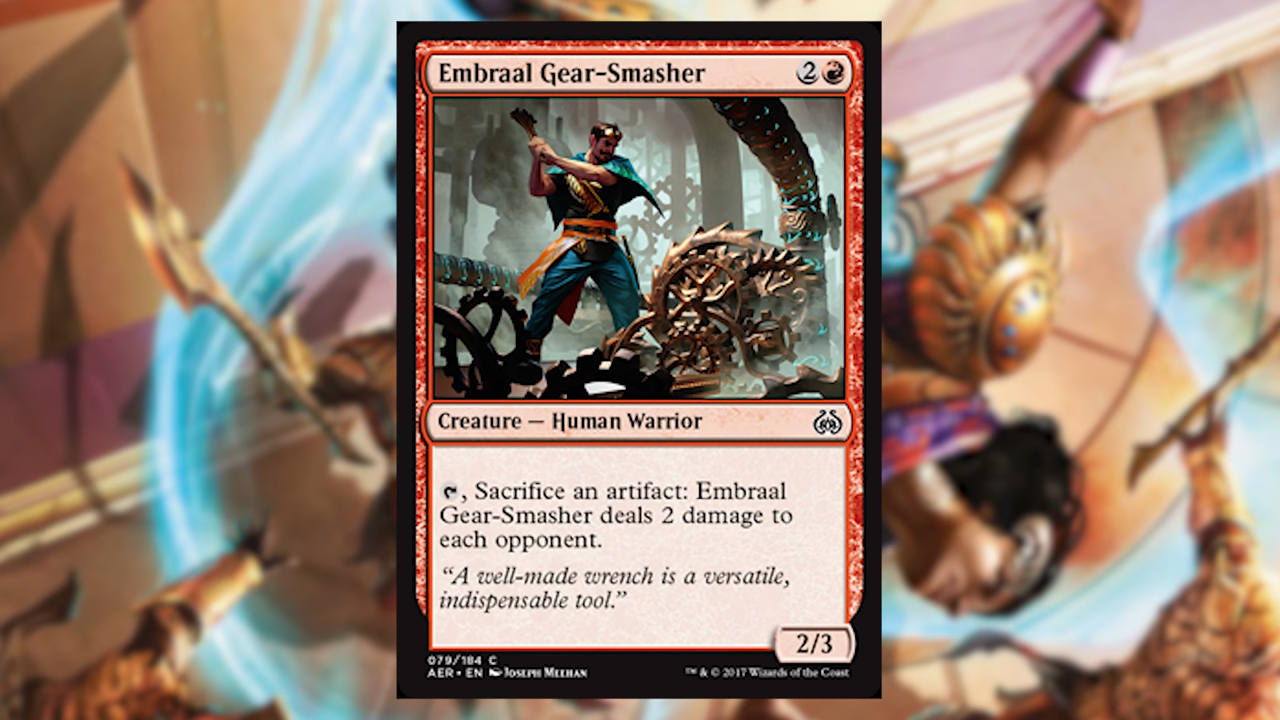 Embraal Gear-Smasher 2
Creature — Human Warrior
, Sacrifice an artifact: Embraal
Gear-Smasher deals 2 damage to
each opponent.
“A well-made wrench is a versatile,
indispensable tool.”
2/3
079/184 C
AER • EN Joseph Meehan
™ & © 2017 Wizards of the Coast